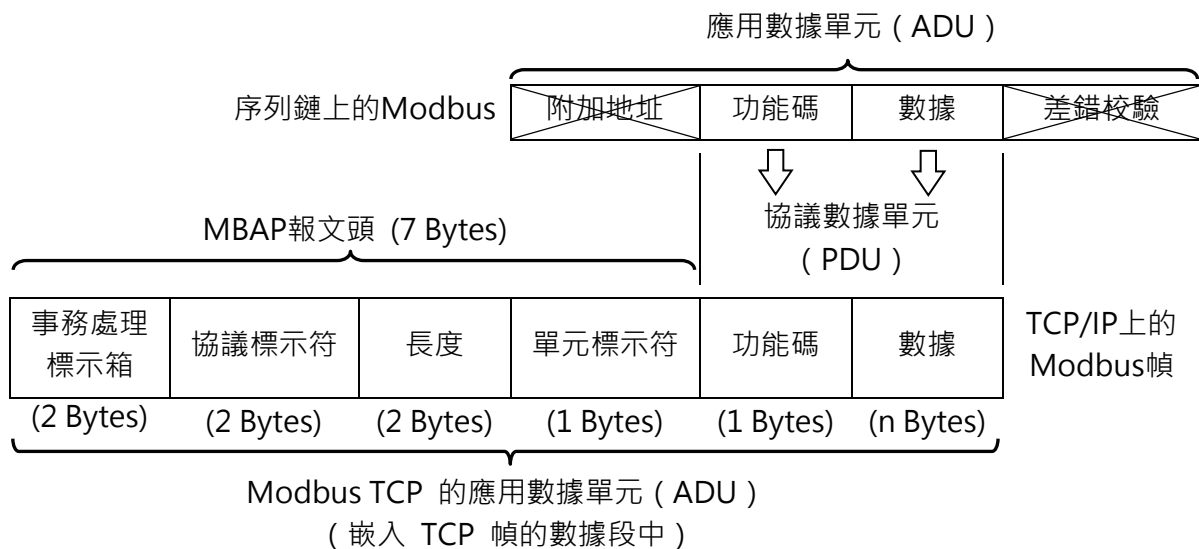 應用數據單元 ( ADU )
序列鏈上的Modbus 附加地址 功能碼 數據 差錯校驗
MBAP報文頭 (7 Bytes)
協議數據單元
( PDU )
事務處理
標示箱
協議標示符 長度 單元標示符 功能碼 數據
TCP/IP上的
Modbus幀
(2 Bytes) (2 Bytes) (2 Bytes) (1 Bytes) (1 Bytes) (n Bytes)
Modbus TCP 的應用數據單元 ( ADU )
( 嵌入 TCP 幀的數據段中 )